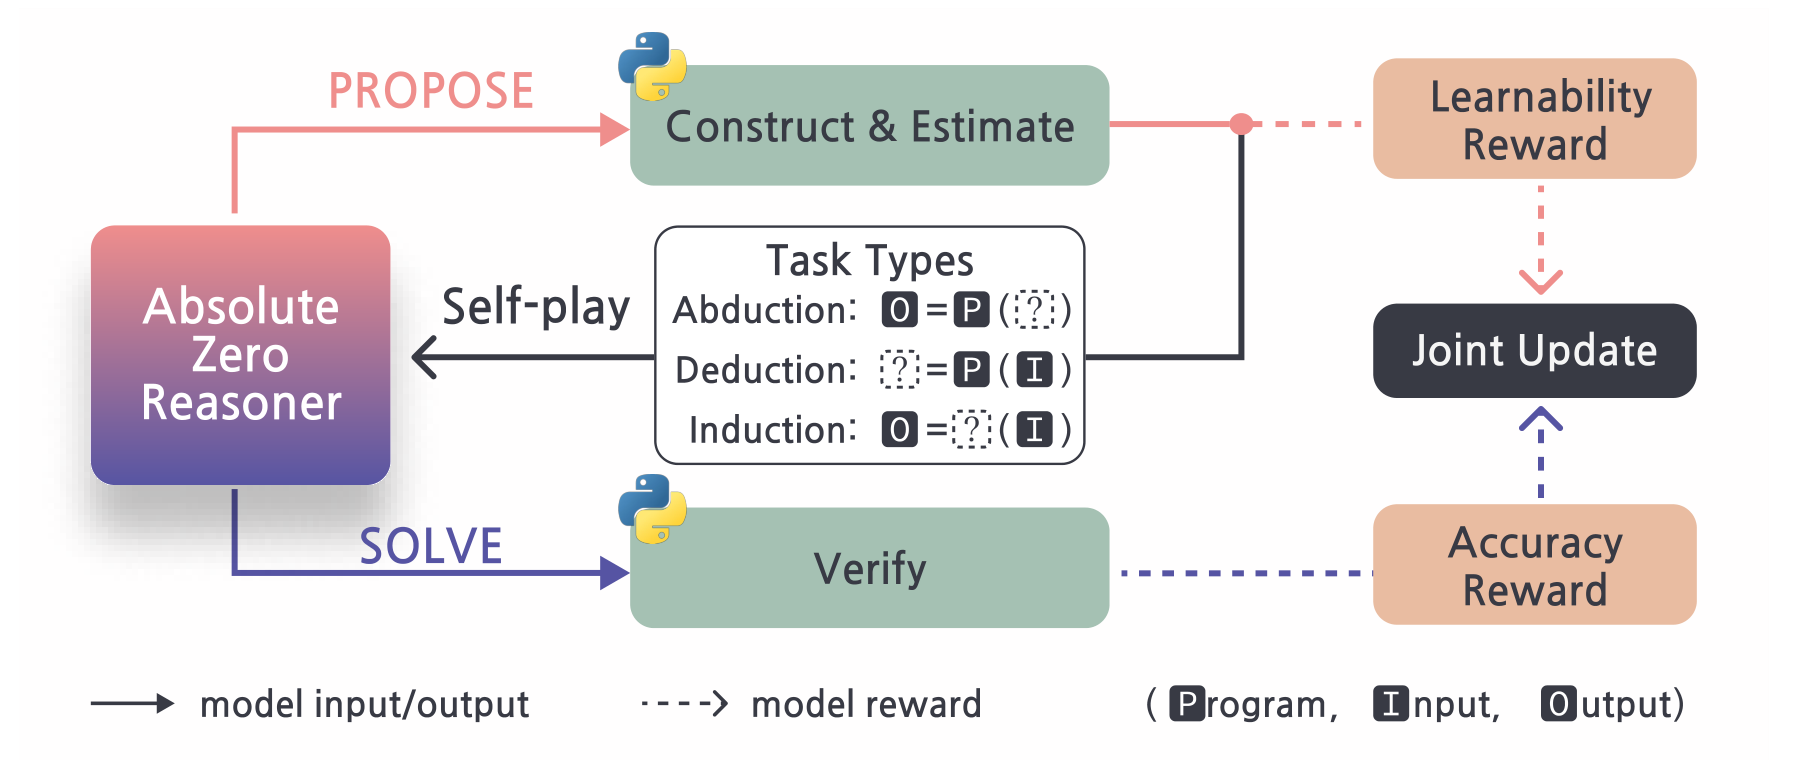 PROPOSE
Construct & Estimate
Learnability
Reward
Absolute
Zero
Reasoner
Self-play
Task Types
Abduction: O=P(?)
Deduction: ?=P(I)
Induction: O=?(I)
Joint Update
SOLVE
Verify
Accuracy
Reward
model input/output
model reward
(Program, Input, Output)